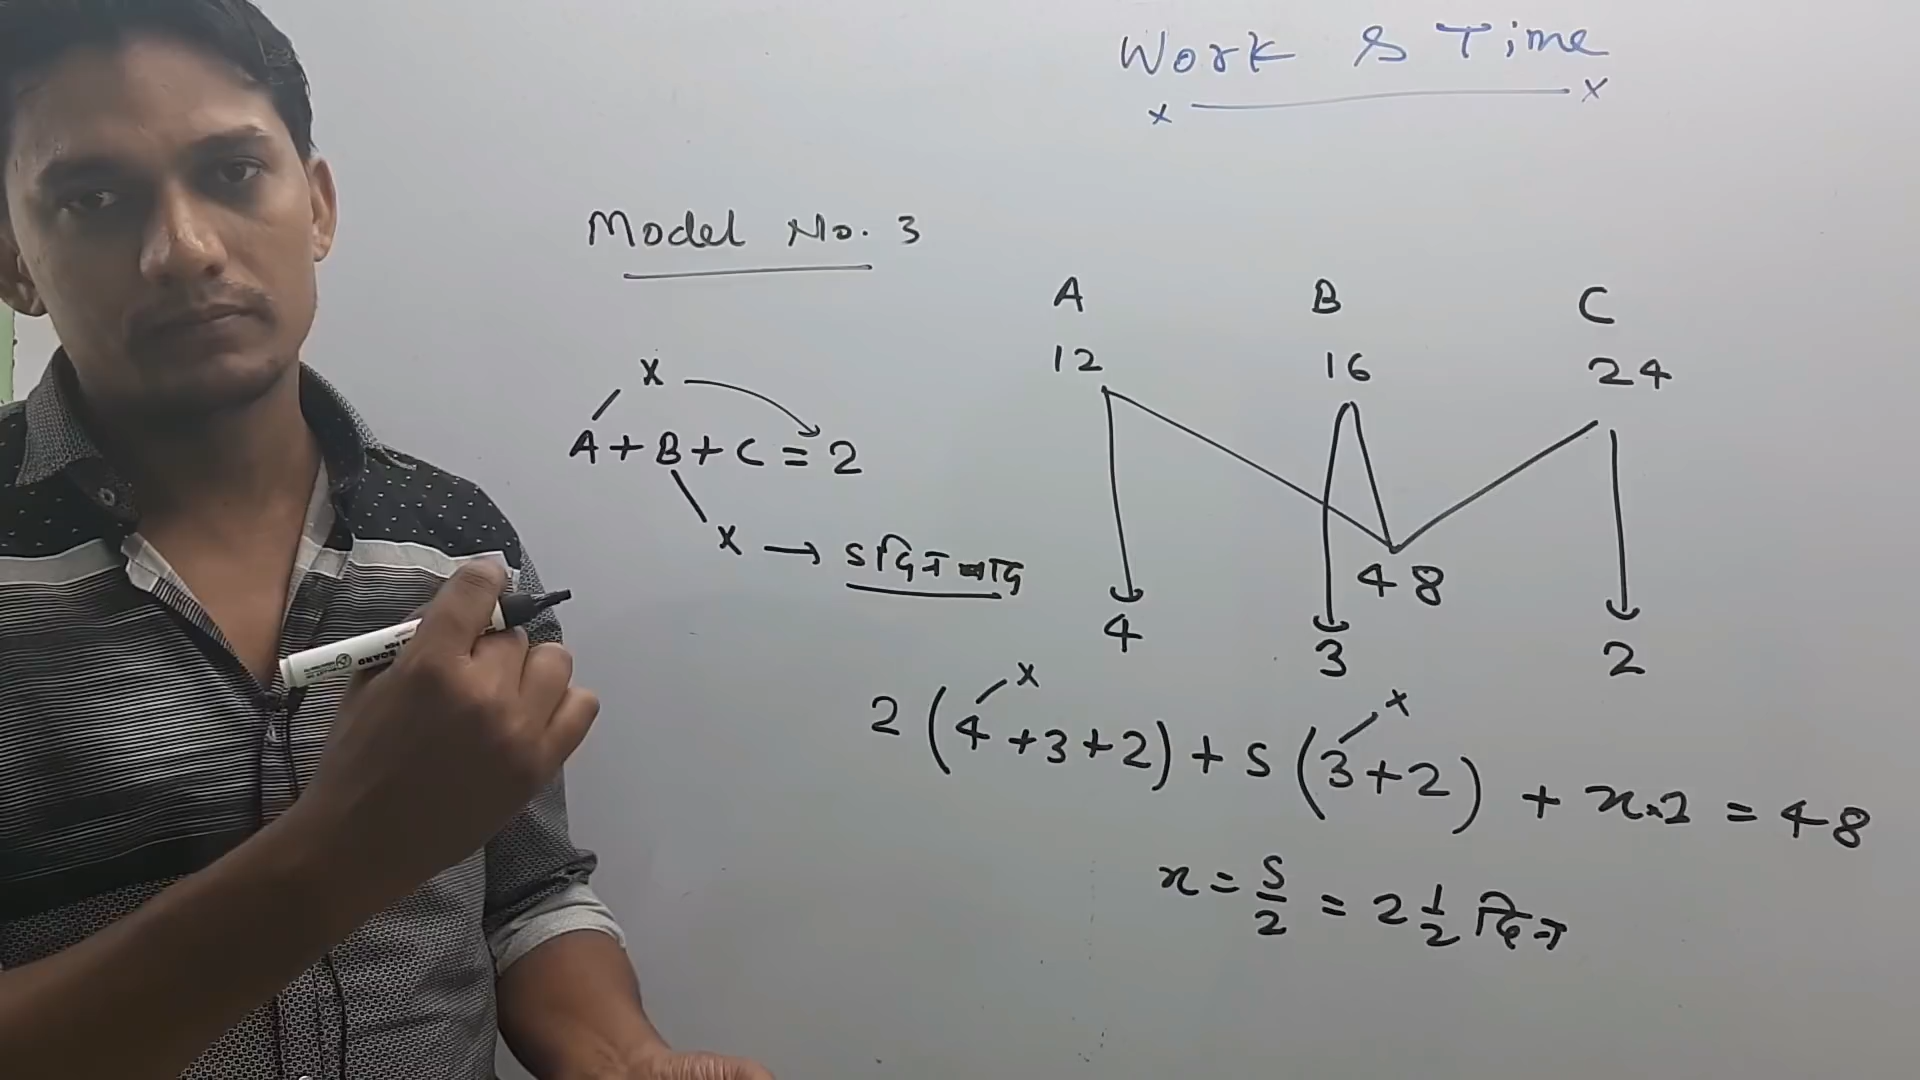 Work & Time
x x
Model No. 3
A B C
12 16 24
x
A + B + C = 2
x → 5 दिन बाद
48
4 3 2
x x
2 (4 + 3 + 2) + 5 (3 + 2) + x×2 = 48
x = 5/2 = 2 1/2 दिन